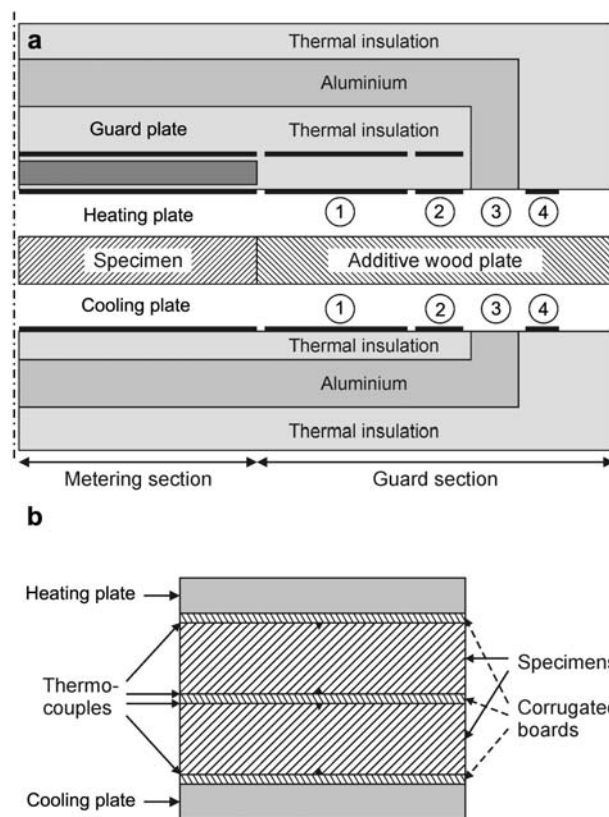 a
Thermal insulation
Aluminium
Guard plate
Thermal insulation
Heating plate
1 2 3 4
Specimen
Additive wood plate
Cooling plate
1 2 3 4
Thermal insulation
Aluminium
Thermal insulation
Metering section
Guard section
b
Heating plate
Specimens
Thermo-
couples
Corrugated
boards
Cooling plate